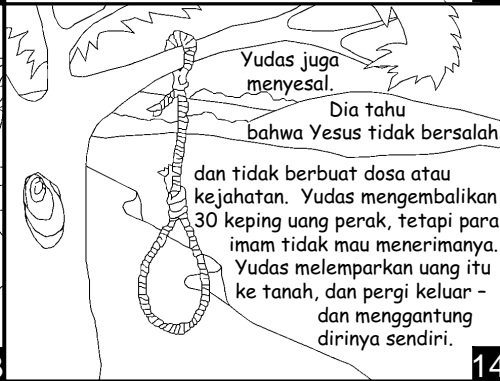 Yudas juga
menyesal.
Dia tahu
bahwa Yesus tidak bersalah
dan tidak berbuat dosa atau
kejahatan. Yudas mengembalikan
30 keping uang perak, tetapi para
imam tidak mau menerimanya.
Yudas melemparkan uang itu
ke tanah, dan pergi keluar –
dan menggantung
dirinya sendiri.
14